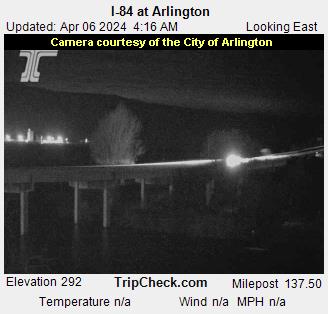 I-84 at Arlington
Updated: Apr 06 2024 4:16 AM Looking East
Camera courtesy of the City of Arlington
Elevation 292 TripCheck.com Milepost 137.50
Temperature n/a Wind n/a MPH n/a